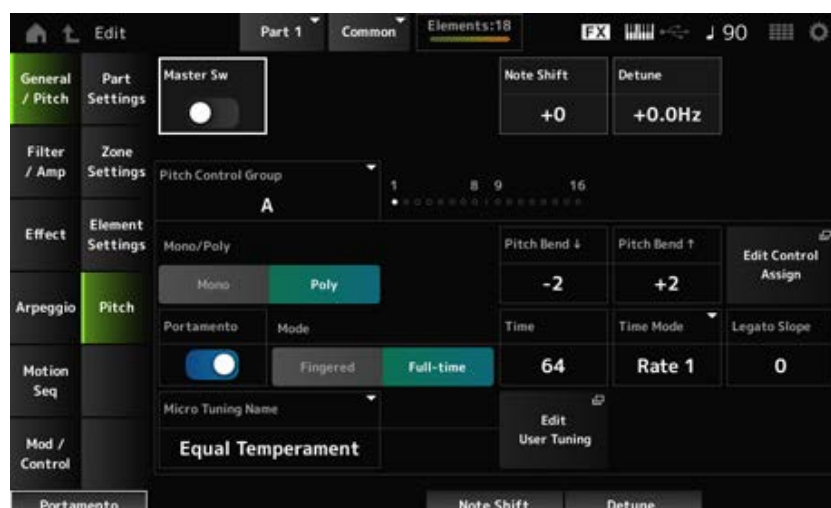 Edit
Part 1
Common
Elements:18
FX
♩ 90
General
/ Pitch
Part
Settings
Master Sw
Note Shift
+0
Detune
+0.0Hz
Filter
/ Amp
Zone
Settings
Pitch Control Group
A
1 8 9 16
Effect
Element
Settings
Mono/Poly
Mono
Poly
Pitch Bend ↓
-2
Pitch Bend ↑
+2
Edit Control
Assign
Arpeggio
Pitch
Portamento
Mode
Fingered
Full-time
Time
64
Time Mode
Rate 1
Legato Slope
0
Motion
Seq
Micro Tuning Name
Equal Temperament
Edit
User Tuning
Mod /
Control
Portamento
Note Shift
Detune